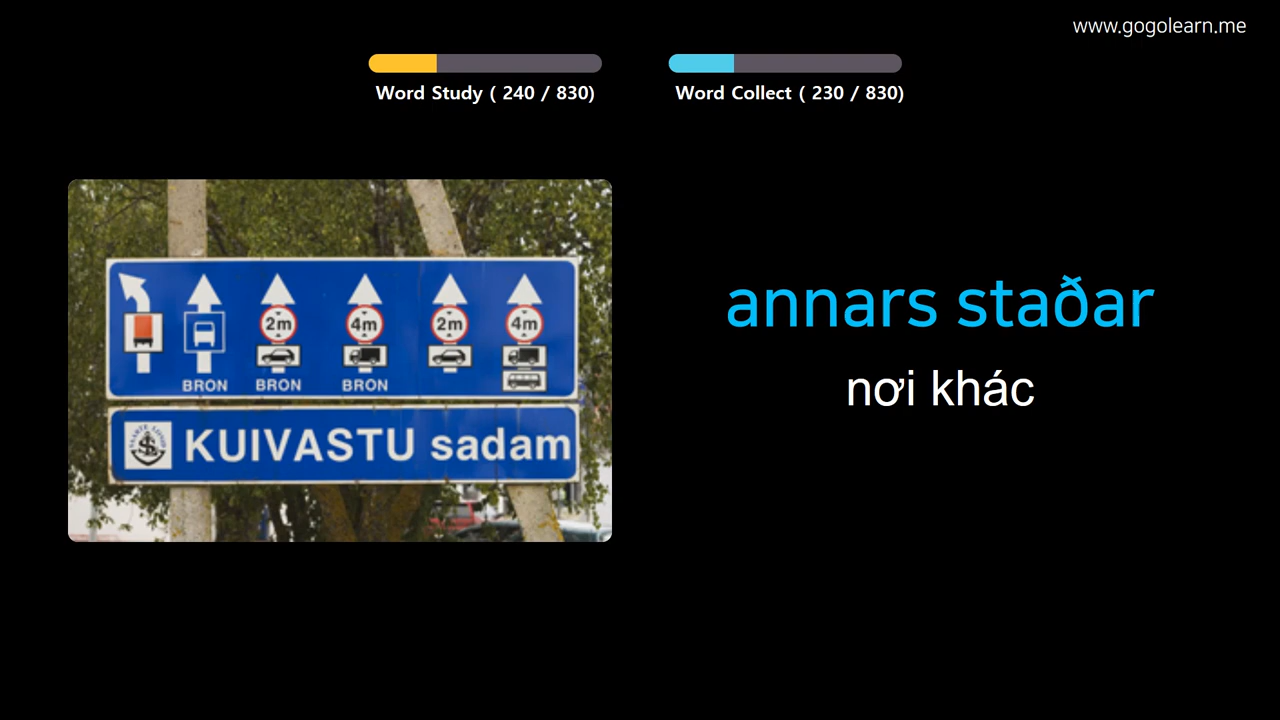 www.gogolearn.me
Word Study ( 240 / 830)
Word Collect ( 230 / 830)
2m 4m 2m 4m
BRON BRON BRON
KUIVASTU sadam
annars staðar
nơi khác